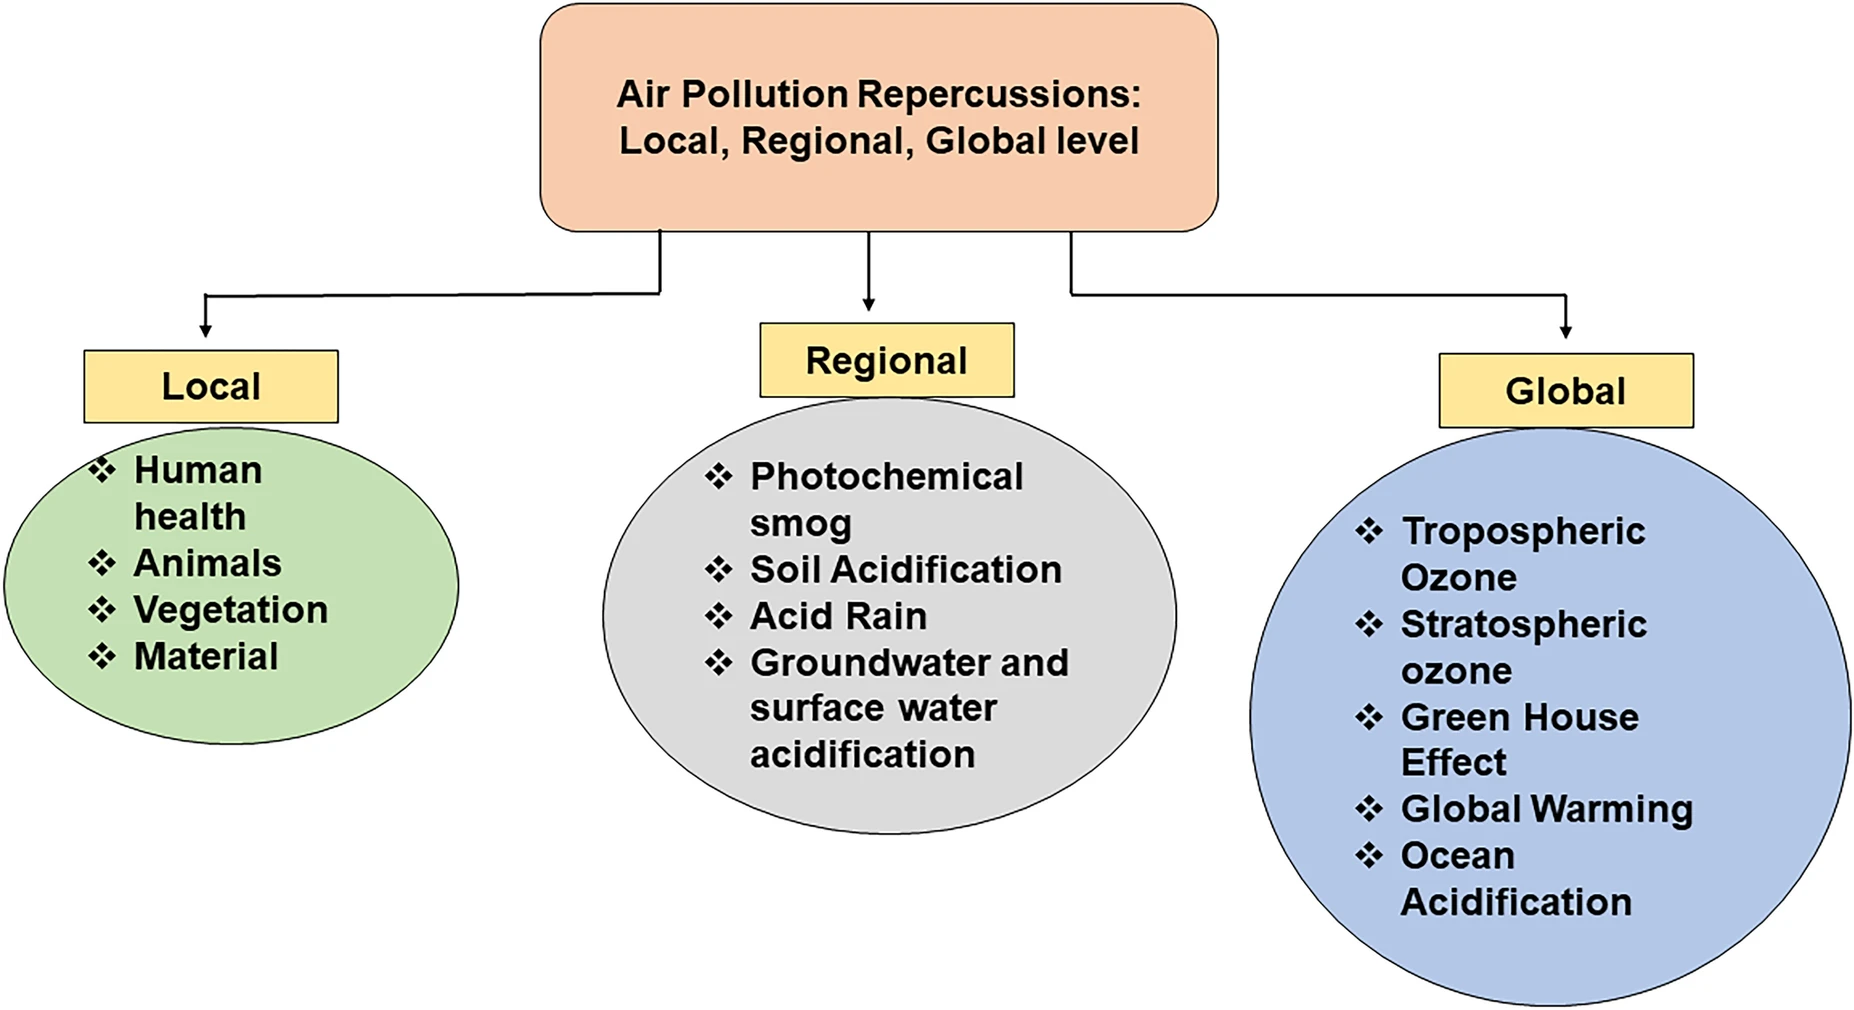 Air Pollution Repercussions:
Local, Regional, Global level
Local
Human
health
Animals
Vegetation
Material
Regional
Photochemical
smog
Soil Acidification
Acid Rain
Groundwater and
surface water
acidification
Global
Tropospheric
Ozone
Stratospheric
ozone
Green House
Effect
Global Warming
Ocean
Acidification